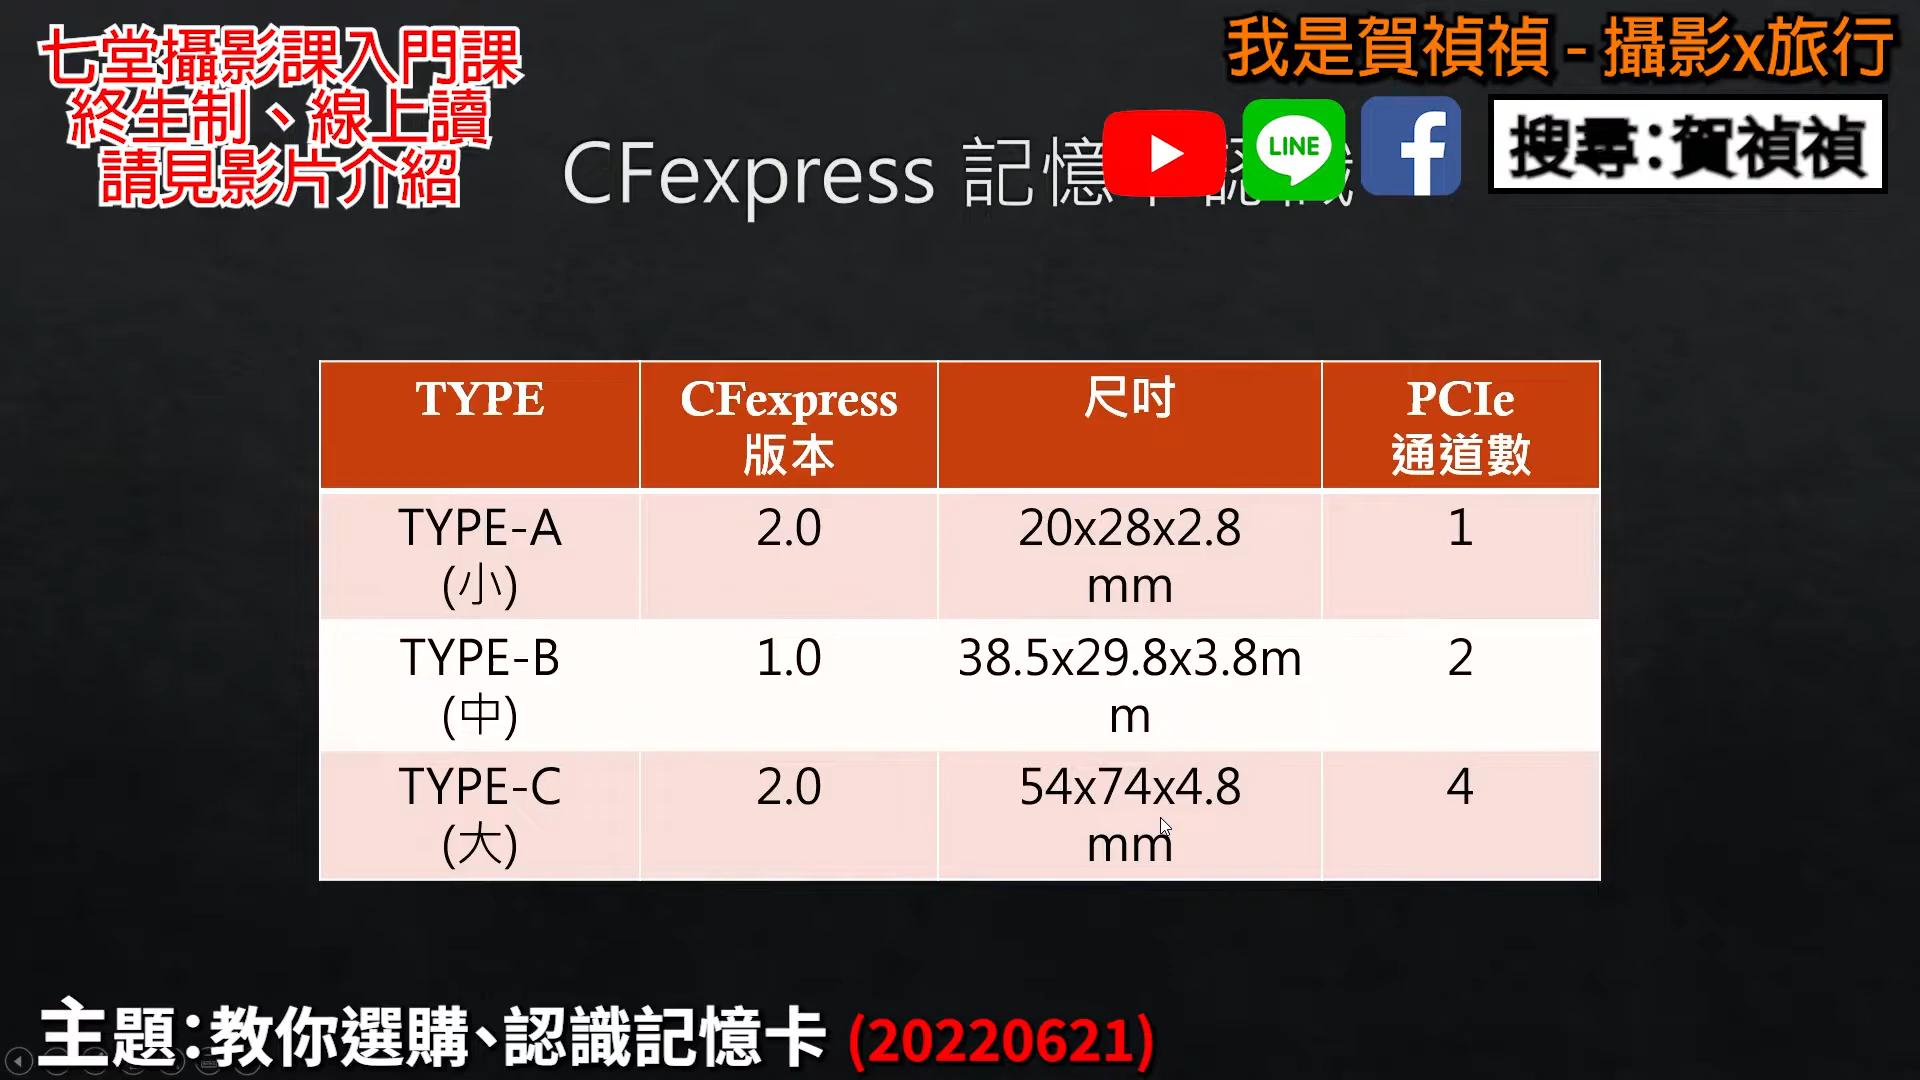 七堂攝影課入門課
終生制、線上讀
請見影片介紹
我是賀禎禎 - 攝影x旅行
LINE
搜尋:賀禎禎
CFexpress 記憶卡認識
TYPE
CFexpress
版本
尺吋
PCIe
通道數
TYPE-A
(小)
2.0
20x28x2.8
mm
1
TYPE-B
(中)
1.0
38.5x29.8x3.8m
m
2
TYPE-C
(大)
2.0
54x74x4.8
mm
4
主題:教你選購、認識記憶卡 (20220621)